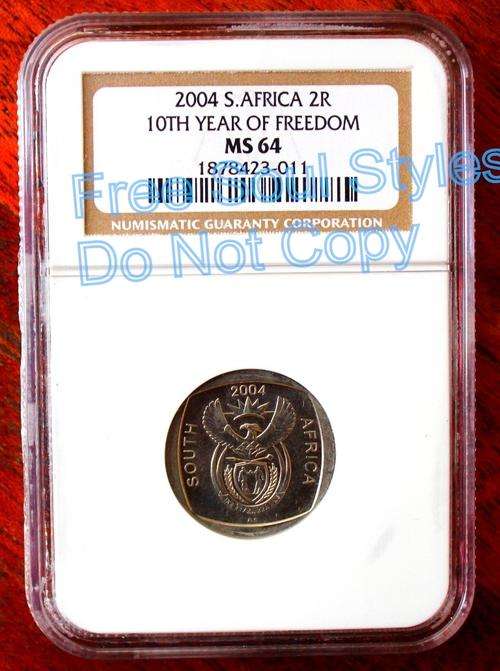 2004 S.AFRICA 2R
10TH YEAR OF FREEDOM
MS 64
1878423-011
Free Soul Styles
NUMISMATIC GUARANTY CORPORATION
Do Not Copy
2004
SOUTH AFRICA